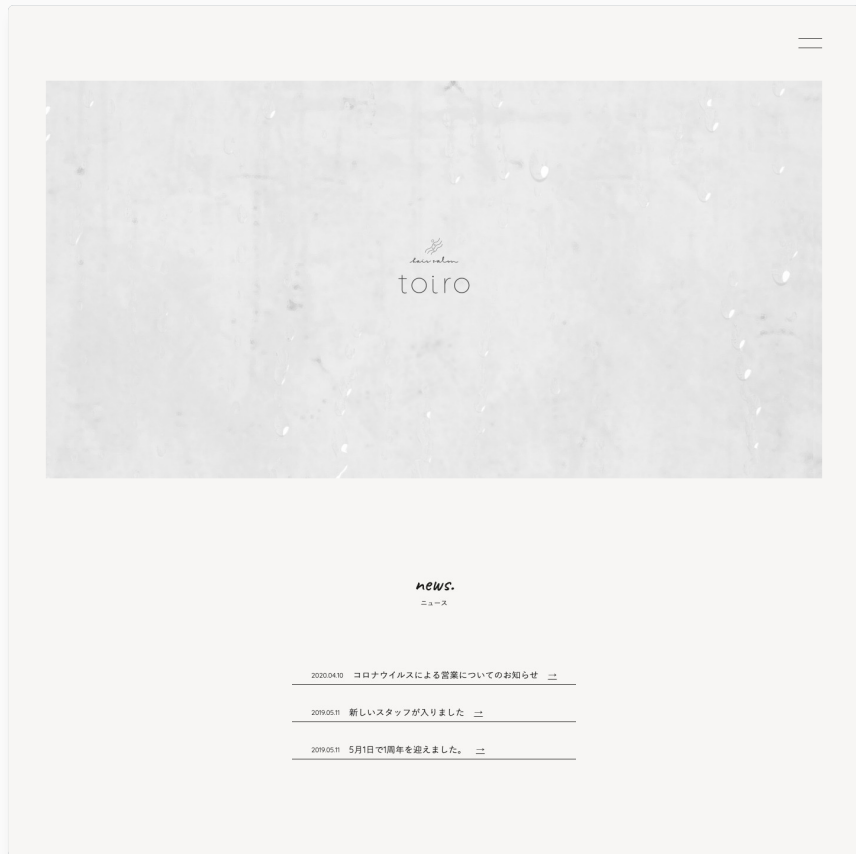 hair salon
toiro
news.
ニュース
2020.04.10 コロナウイルスによる営業についてのお知らせ →
2019.05.11 新しいスタッフが入りました →
2019.05.11 5月1日で1周年を迎えました。 →